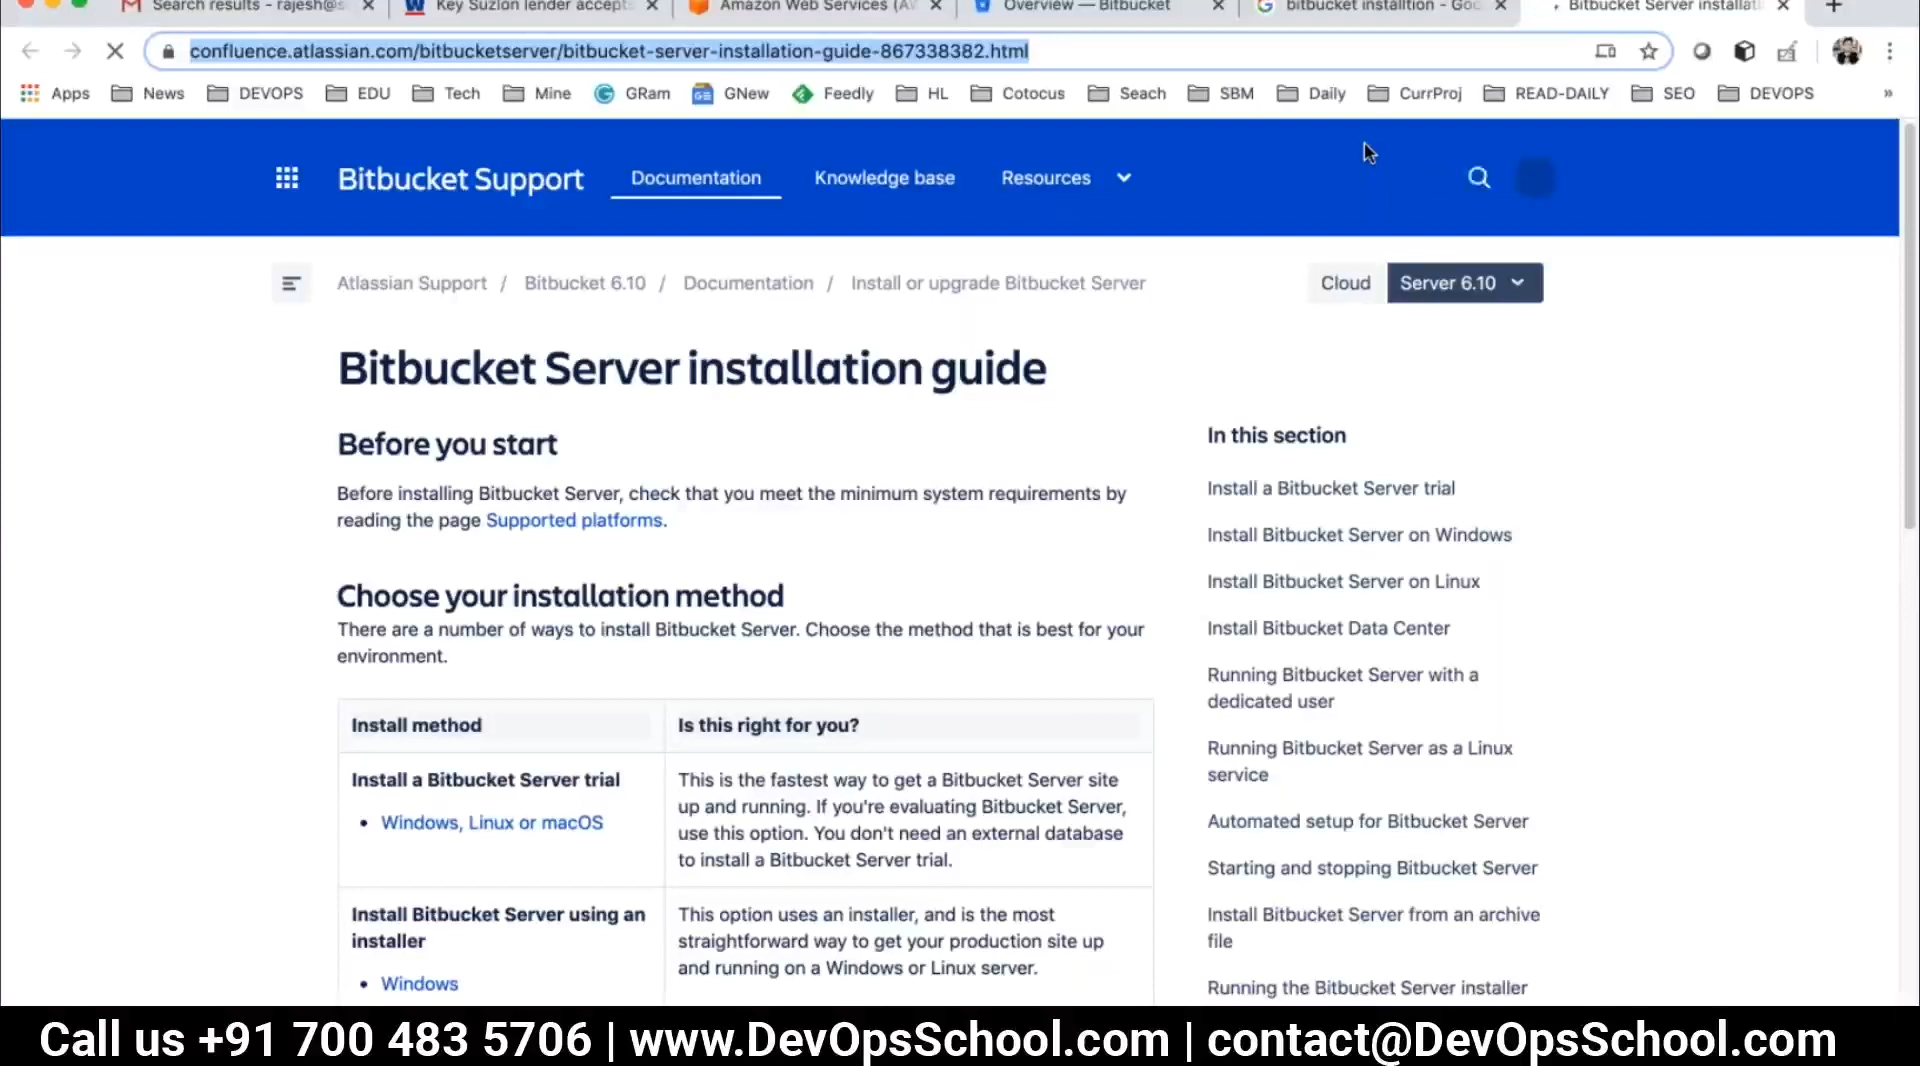 Search results - rajesh@s
Key Suzlon lender accepts
Amazon Web Services (AW
Overview — Bitbucket
bitbucket installtion - Goo
Bitbucket Server installati
confluence.atlassian.com/bitbucketserver/bitbucket-server-installation-guide-867338382.html
Apps News DEVOPS EDU Tech Mine GRam GNew Feedly HL Cotocus Seach SBM Daily CurrProj READ-DAILY SEO DEVOPS »
Bitbucket Support Documentation Knowledge base Resources
Atlassian Support / Bitbucket 6.10 / Documentation / Install or upgrade Bitbucket Server
Cloud Server 6.10
Bitbucket Server installation guide
Before you start
Before installing Bitbucket Server, check that you meet the minimum system requirements by
reading the page Supported platforms.
Choose your installation method
There are a number of ways to install Bitbucket Server. Choose the method that is best for your
environment.
Install method Is this right for you?
Install a Bitbucket Server trial
• Windows, Linux or macOS
This is the fastest way to get a Bitbucket Server site
up and running. If you're evaluating Bitbucket Server,
use this option. You don't need an external database
to install a Bitbucket Server trial.
Install Bitbucket Server using an
installer
• Windows
This option uses an installer, and is the most
straightforward way to get your production site up
and running on a Windows or Linux server.
In this section
Install a Bitbucket Server trial
Install Bitbucket Server on Windows
Install Bitbucket Server on Linux
Install Bitbucket Data Center
Running Bitbucket Server with a
dedicated user
Running Bitbucket Server as a Linux
service
Automated setup for Bitbucket Server
Starting and stopping Bitbucket Server
Install Bitbucket Server from an archive
file
Running the Bitbucket Server installer
Call us +91 700 483 5706 | www.DevOpsSchool.com | contact@DevOpsSchool.com